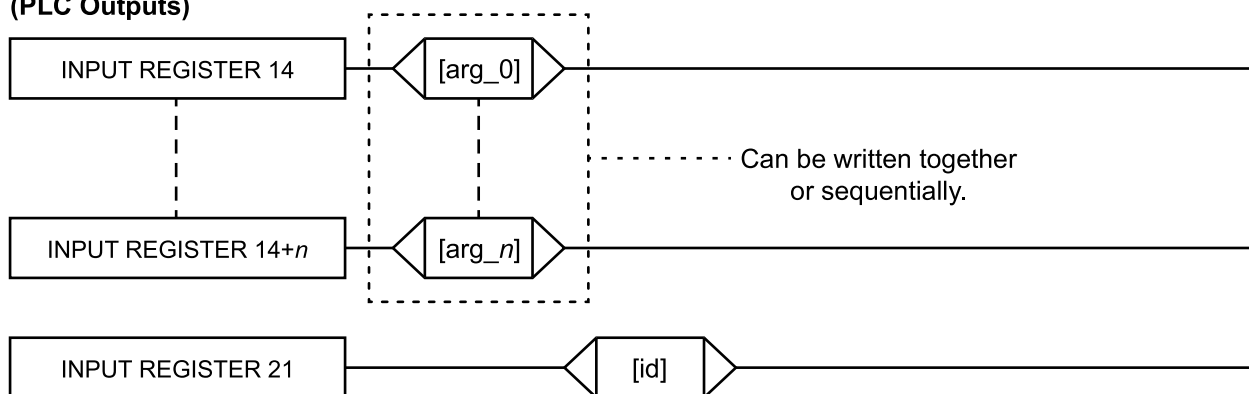 (PLC Outputs)
INPUT REGISTER 14
[arg_0]
Can be written together
or sequentially.
INPUT REGISTER 14+n
[arg_n]
INPUT REGISTER 21
[id]